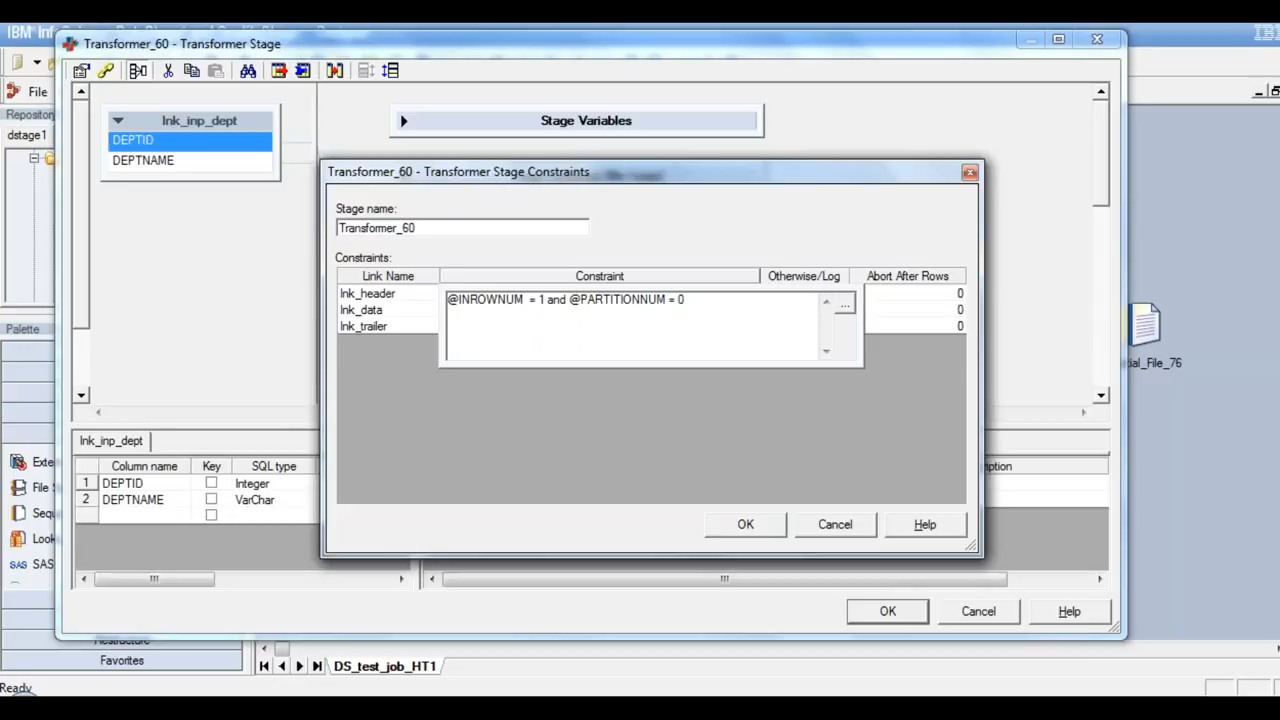 IBM Inf
Transformer_60 - Transformer Stage
File
Repository
dstage1
lnk_inp_dept
DEPTID
DEPTNAME
Stage Variables
Transformer_60 - Transformer Stage Constraints
Stage name:
Transformer_60
Constraints:
Link Name Constraint Otherwise/Log Abort After Rows
lnk_header @INROWNUM = 1 and @PARTITIONNUM = 0 ... 0
lnk_data 0
lnk_trailer 0
OK Cancel Help
ial_File_76
Palette
lnk_inp_dept
Column name Key SQL type
1 DEPTID Integer
2 DEPTNAME VarChar
ption
Exte
File S
Sequ
Look
SAS SAS
OK Cancel Help
Favorites
DS_test_job_HT1
Ready